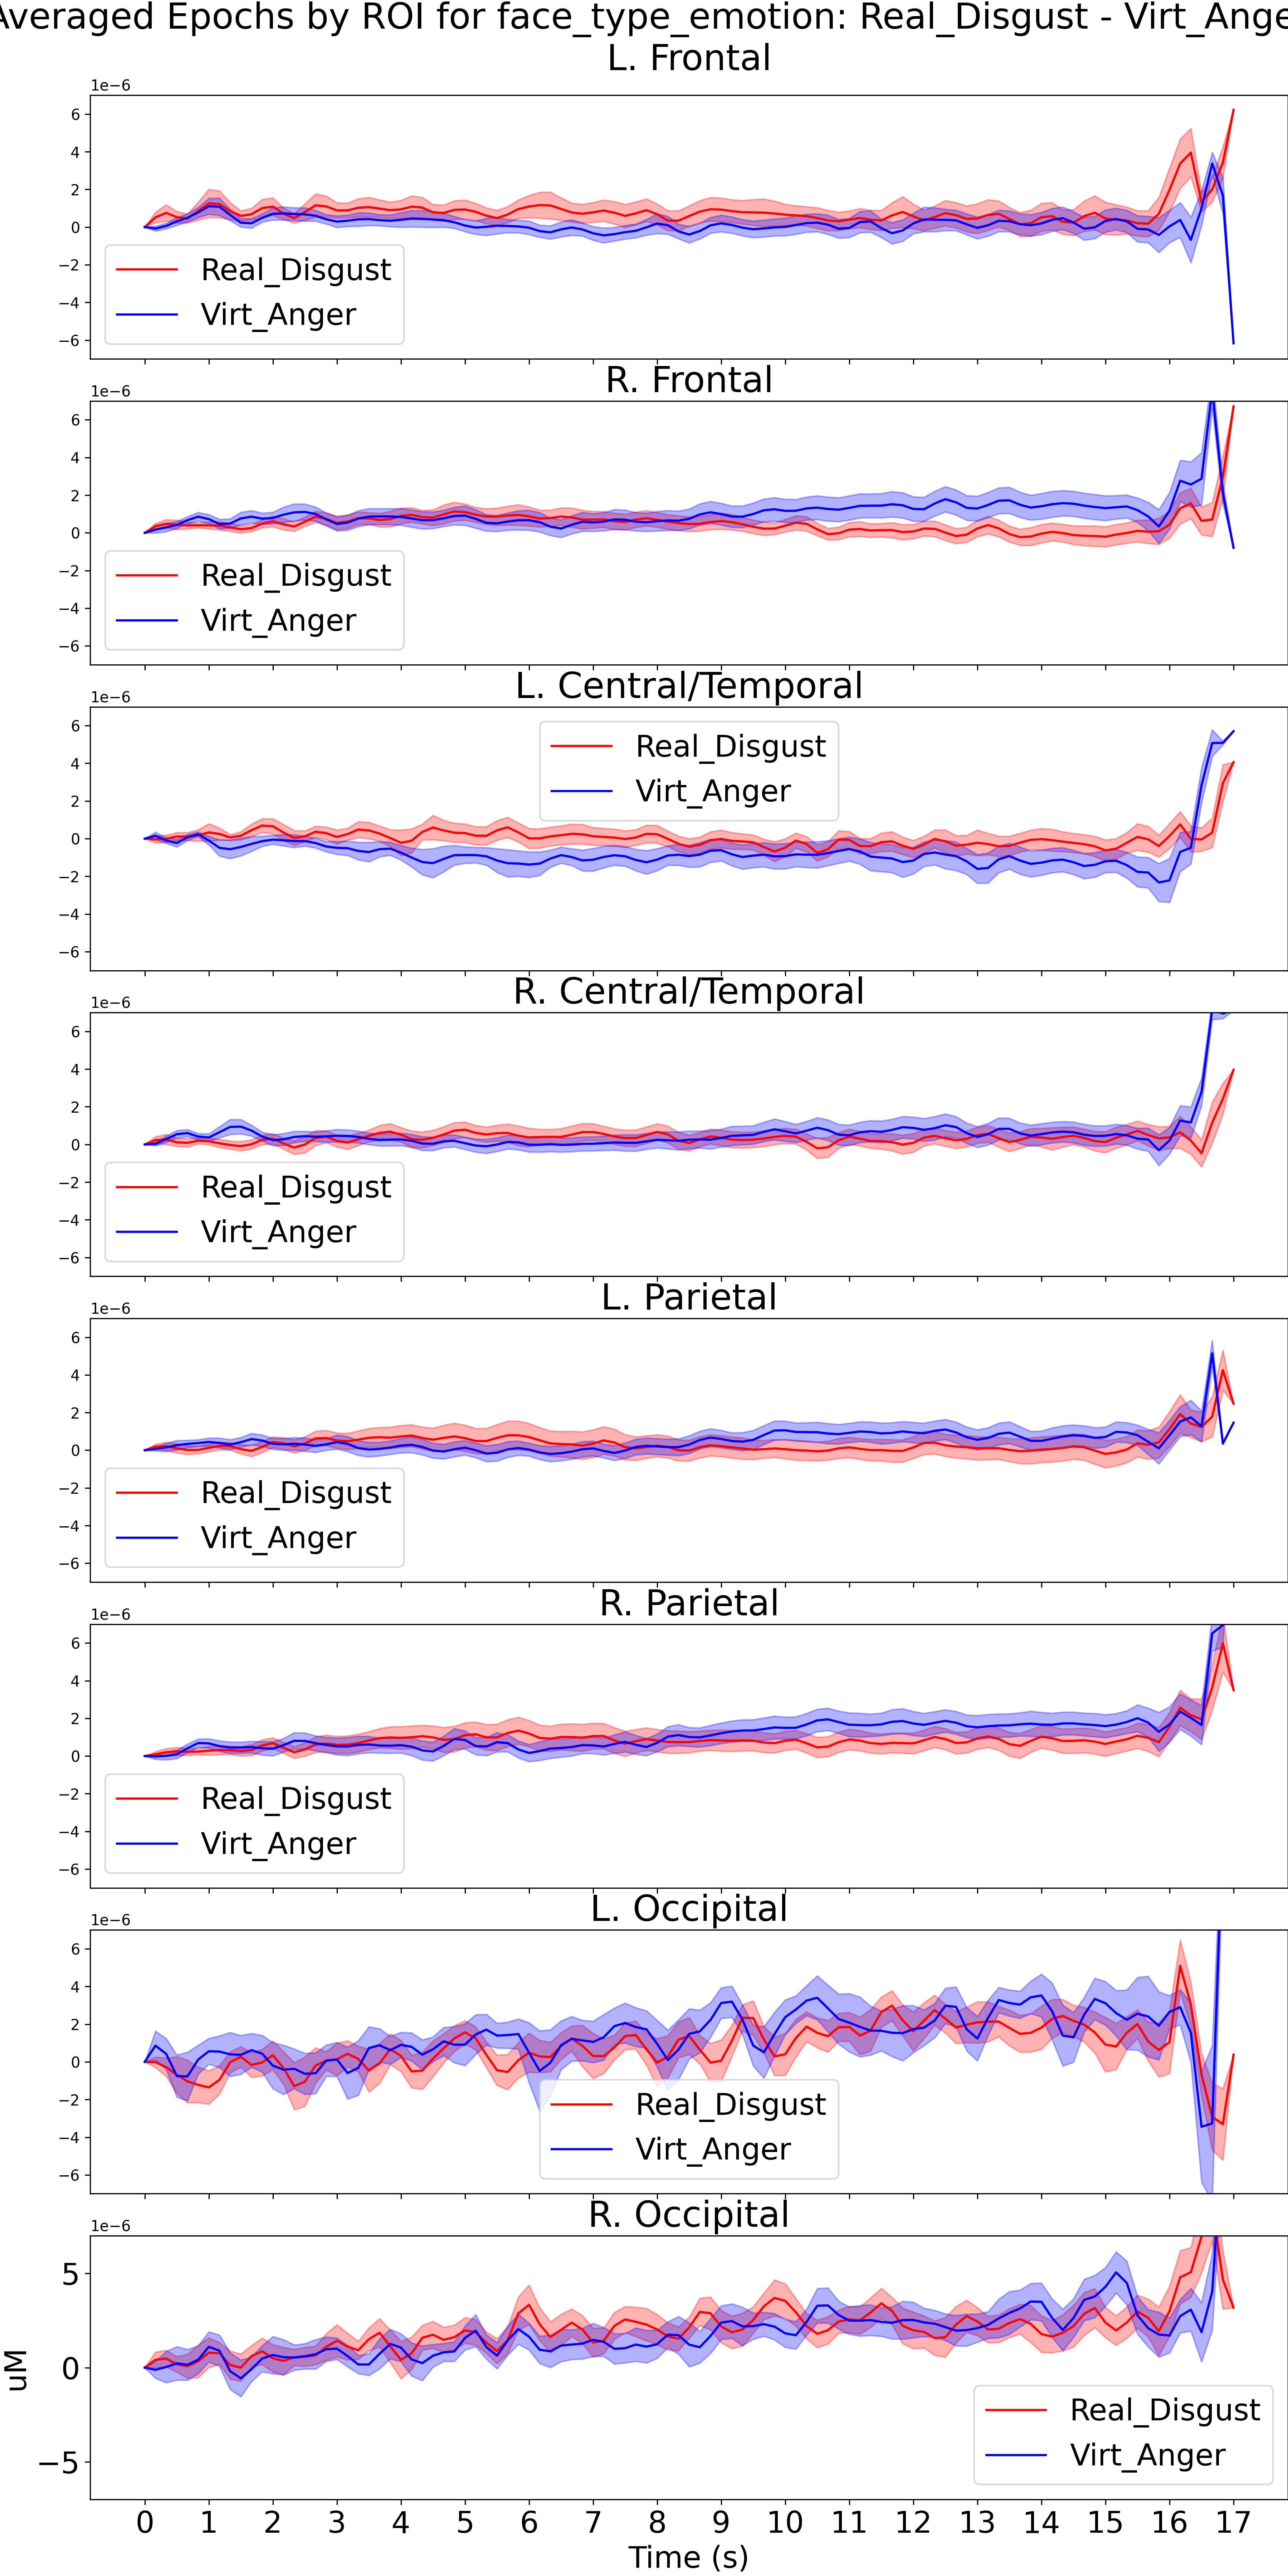 Averaged Epochs by ROI for face_type_emotion: Real_Disgust - Virt_Ange
L. Frontal
1e−6
6
4
2
0
−2
−4
−6
Real_Disgust
Virt_Anger
R. Frontal
1e−6
6
4
2
0
−2
−4
−6
Real_Disgust
Virt_Anger
L. Central/Temporal
1e−6
6
4
2
0
−2
−4
−6
Real_Disgust
Virt_Anger
R. Central/Temporal
1e−6
6
4
2
0
−2
−4
−6
Real_Disgust
Virt_Anger
L. Parietal
1e−6
6
4
2
0
−2
−4
−6
Real_Disgust
Virt_Anger
R. Parietal
1e−6
6
4
2
0
−2
−4
−6
Real_Disgust
Virt_Anger
L. Occipital
1e−6
6
4
2
0
−2
−4
−6
Real_Disgust
Virt_Anger
R. Occipital
1e−6
5
0
−5
uM
Real_Disgust
Virt_Anger
0 1 2 3 4 5 6 7 8 9 10 11 12 13 14 15 16 17
Time (s)